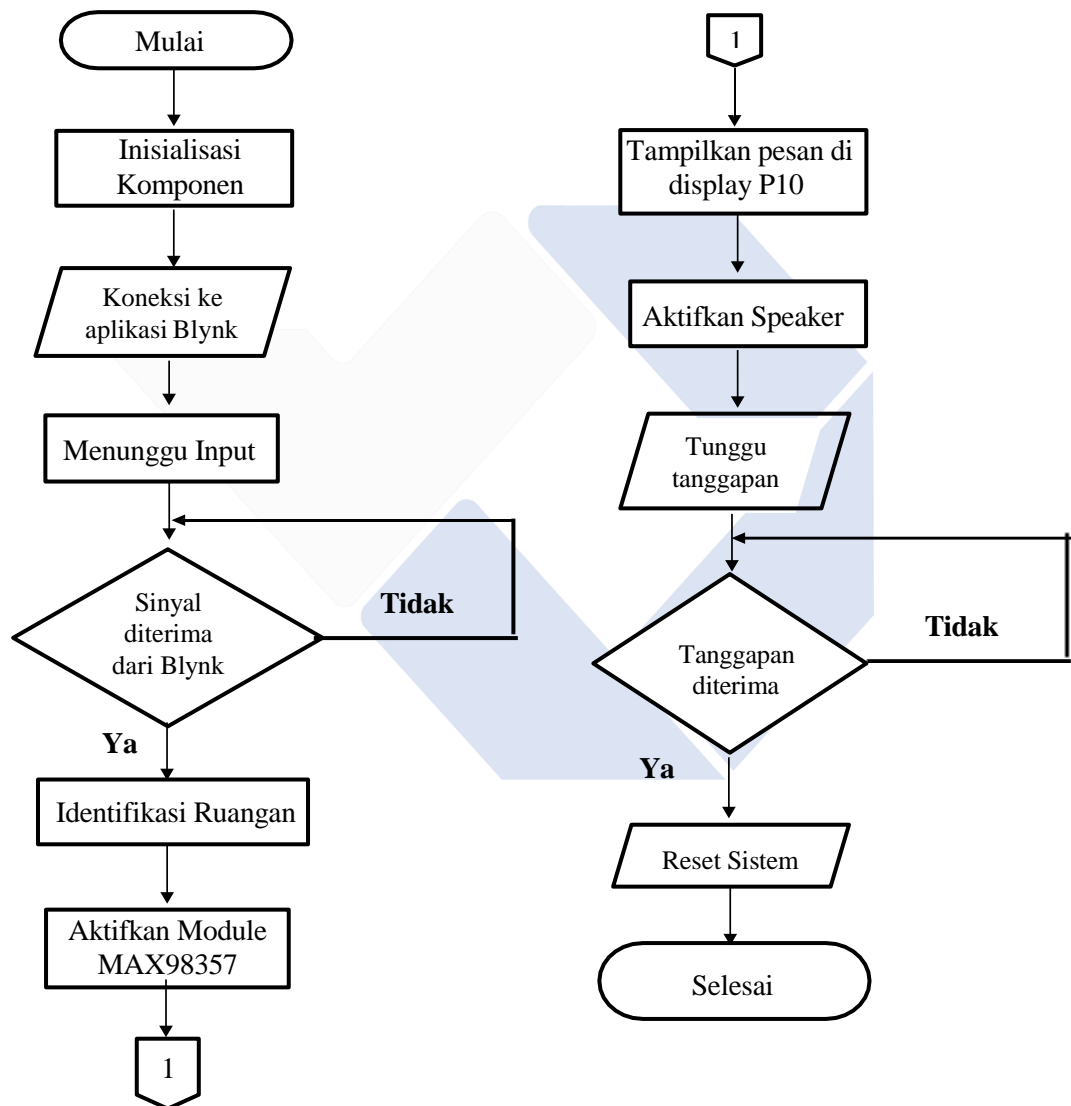 Mulai
Inisialisasi
Komponen
Koneksi ke
aplikasi Blynk
Menunggu Input
Sinyal
diterima
dari Blynk
Tidak
Ya
Identifikasi Ruangan
Aktifkan Module
MAX98357
1
1
Tampilkan pesan di
display P10
Aktifkan Speaker
Tunggu
tanggapan
Tanggapan
diterima
Tidak
Ya
Reset Sistem
Selesai